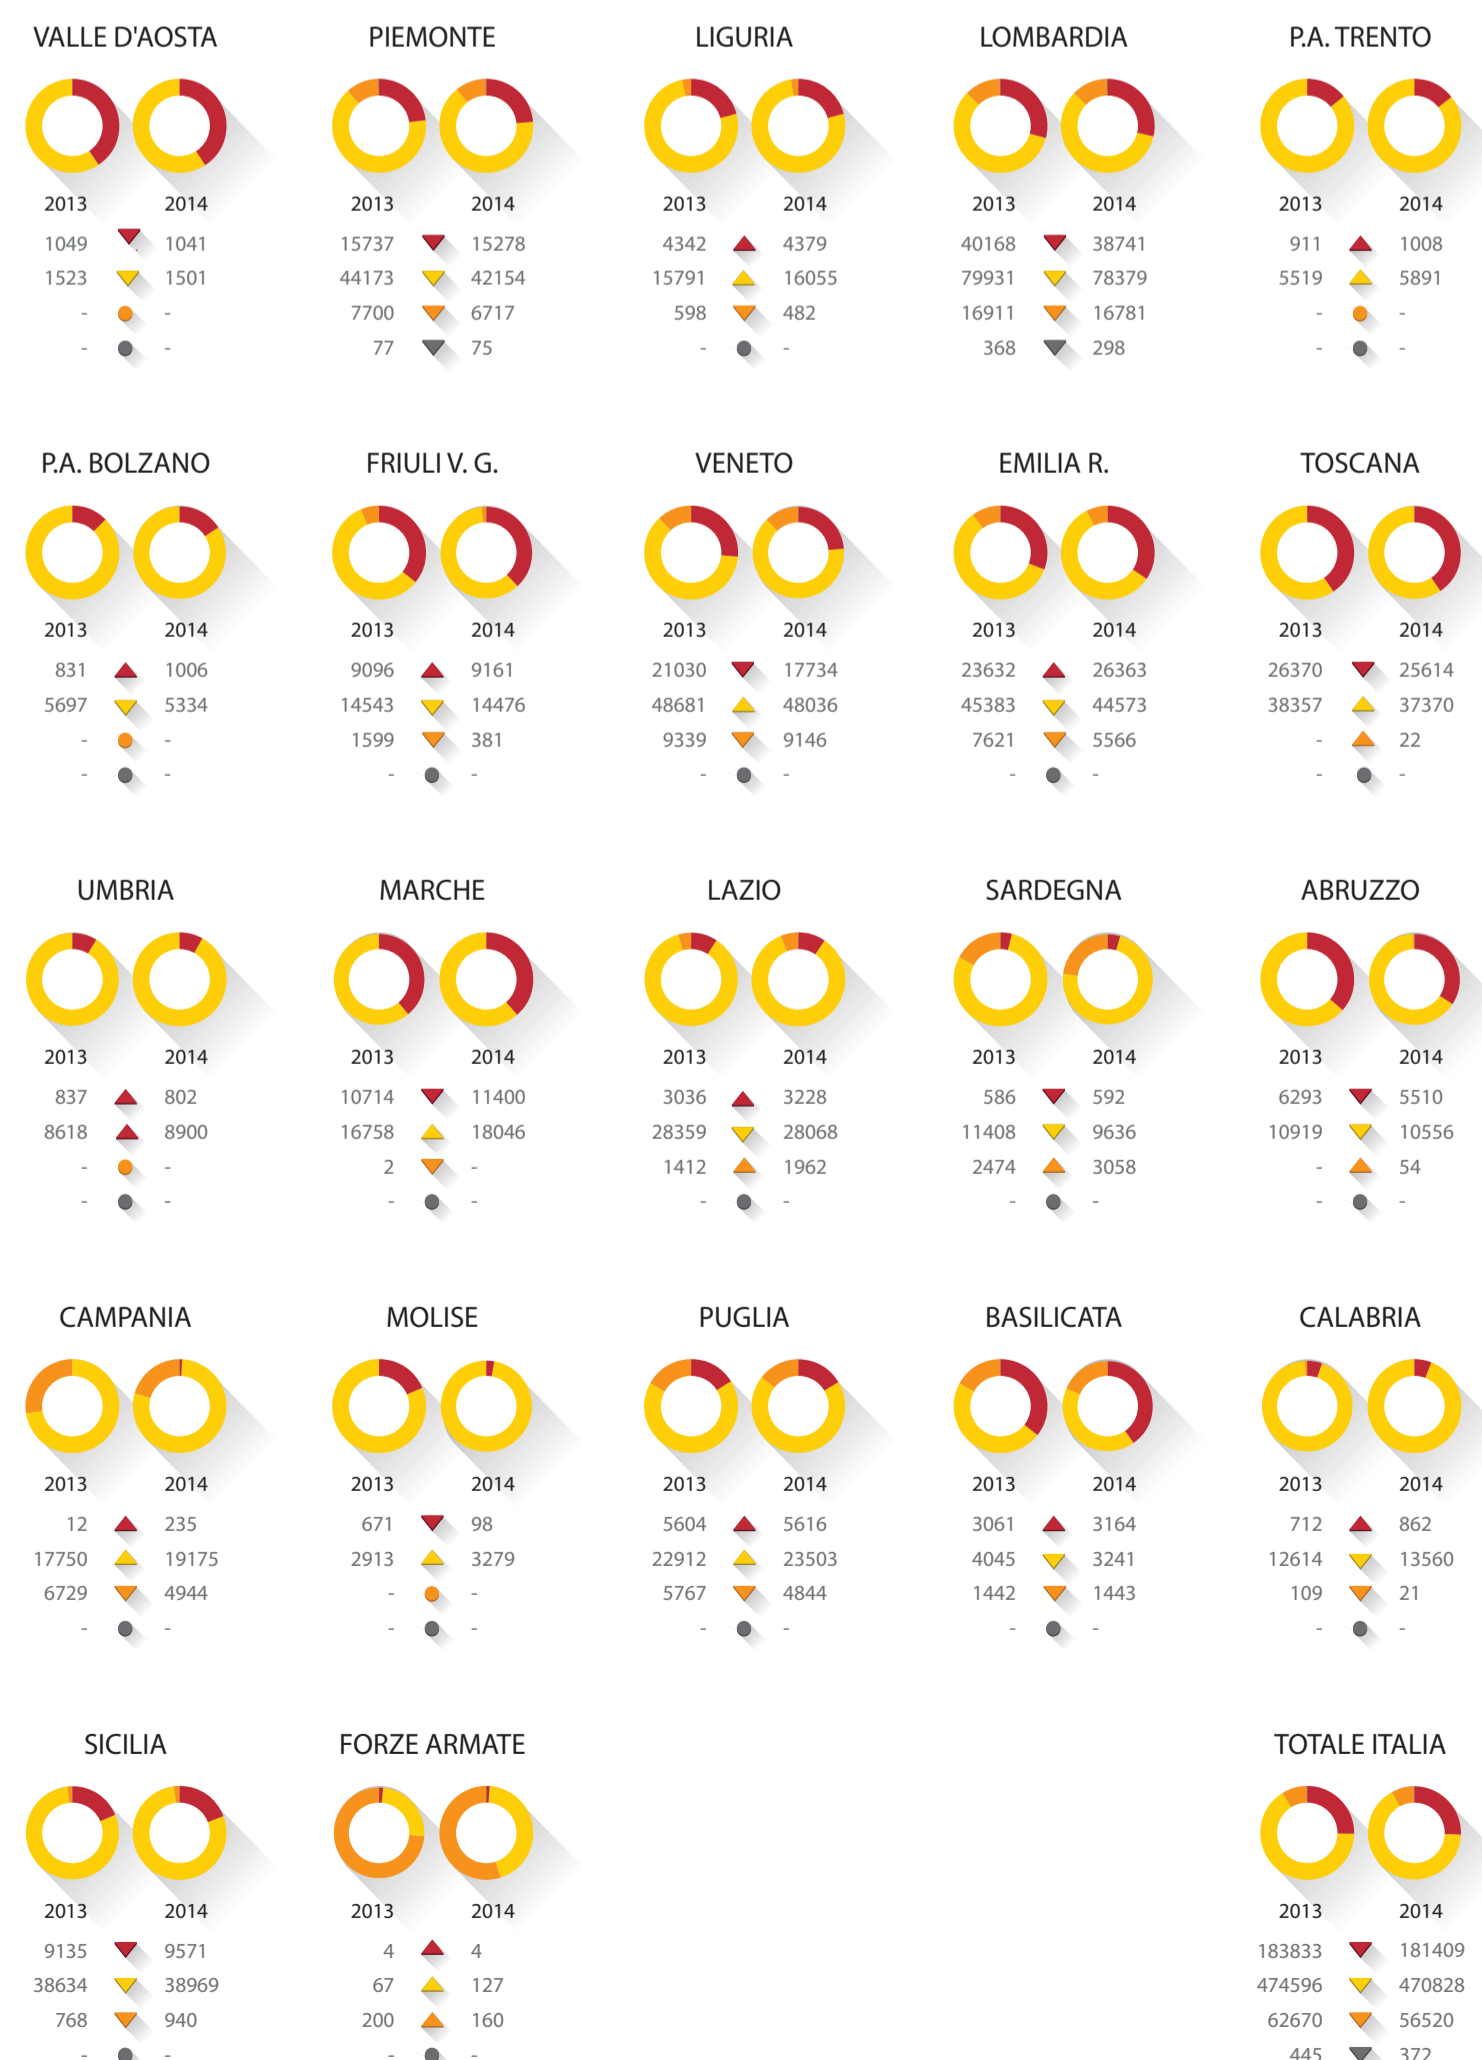 VALLE D'AOSTA PIEMONTE LIGURIA LOMBARDIA P.A. TRENTO
2013 2014 2013 2014 2013 2014 2013 2014 2013 2014
1049 1041 15737 15278 4342 4379 40168 38741 911 1008
1523 1501 44173 42154 15791 16055 79931 78379 5519 5891
- - 7700 6717 598 482 16911 16781 - -
- - 77 75 - - 368 298 - -
P.A. BOLZANO FRIULI V. G. VENETO EMILIA R. TOSCANA
2013 2014 2013 2014 2013 2014 2013 2014 2013 2014
831 1006 9096 9161 21030 17734 23632 26363 26370 25614
5697 5334 14543 14476 48681 48036 45383 44573 38357 37370
- - 1599 381 9339 9146 7621 5566 - 22
- - - - - - - - - -
UMBRIA MARCHE LAZIO SARDEGNA ABRUZZO
2013 2014 2013 2014 2013 2014 2013 2014 2013 2014
837 802 10714 11400 3036 3228 586 592 6293 5510
8618 8900 16758 18046 28359 28068 11408 9636 10919 10556
- - 2 - 1412 1962 2474 3058 - 54
- - - - - - - - - -
CAMPANIA MOLISE PUGLIA BASILICATA CALABRIA
2013 2014 2013 2014 2013 2014 2013 2014 2013 2014
12 235 671 98 5604 5616 3061 3164 712 862
17750 19175 2913 3279 22912 23503 4045 3241 12614 13560
6729 4944 - - 5767 4844 1442 1443 109 21
- - - - - - - - - -
SICILIA FORZE ARMATE TOTALE ITALIA
2013 2014 2013 2014 2013 2014
9135 9571 4 4 183833 181409
38634 38969 67 127 474596 470828
768 940 200 160 62670 56520
- - - - 445 372